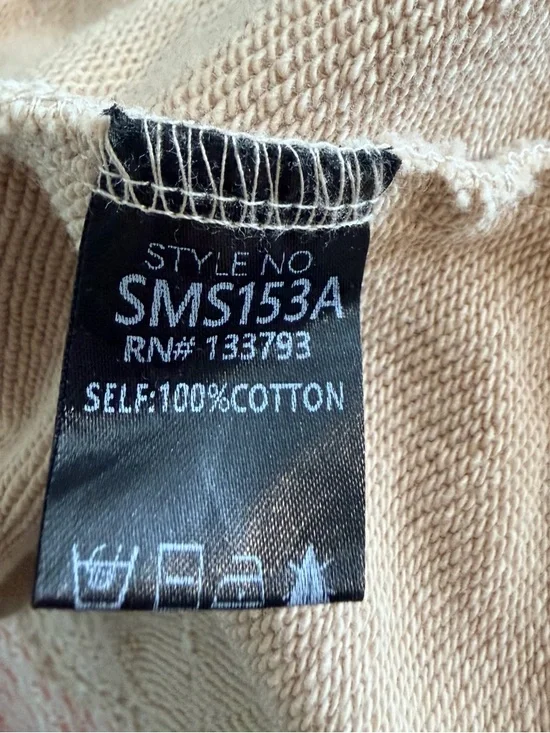 STYLE NO
SMS153A
RN# 133793
SELF:100%COTTON